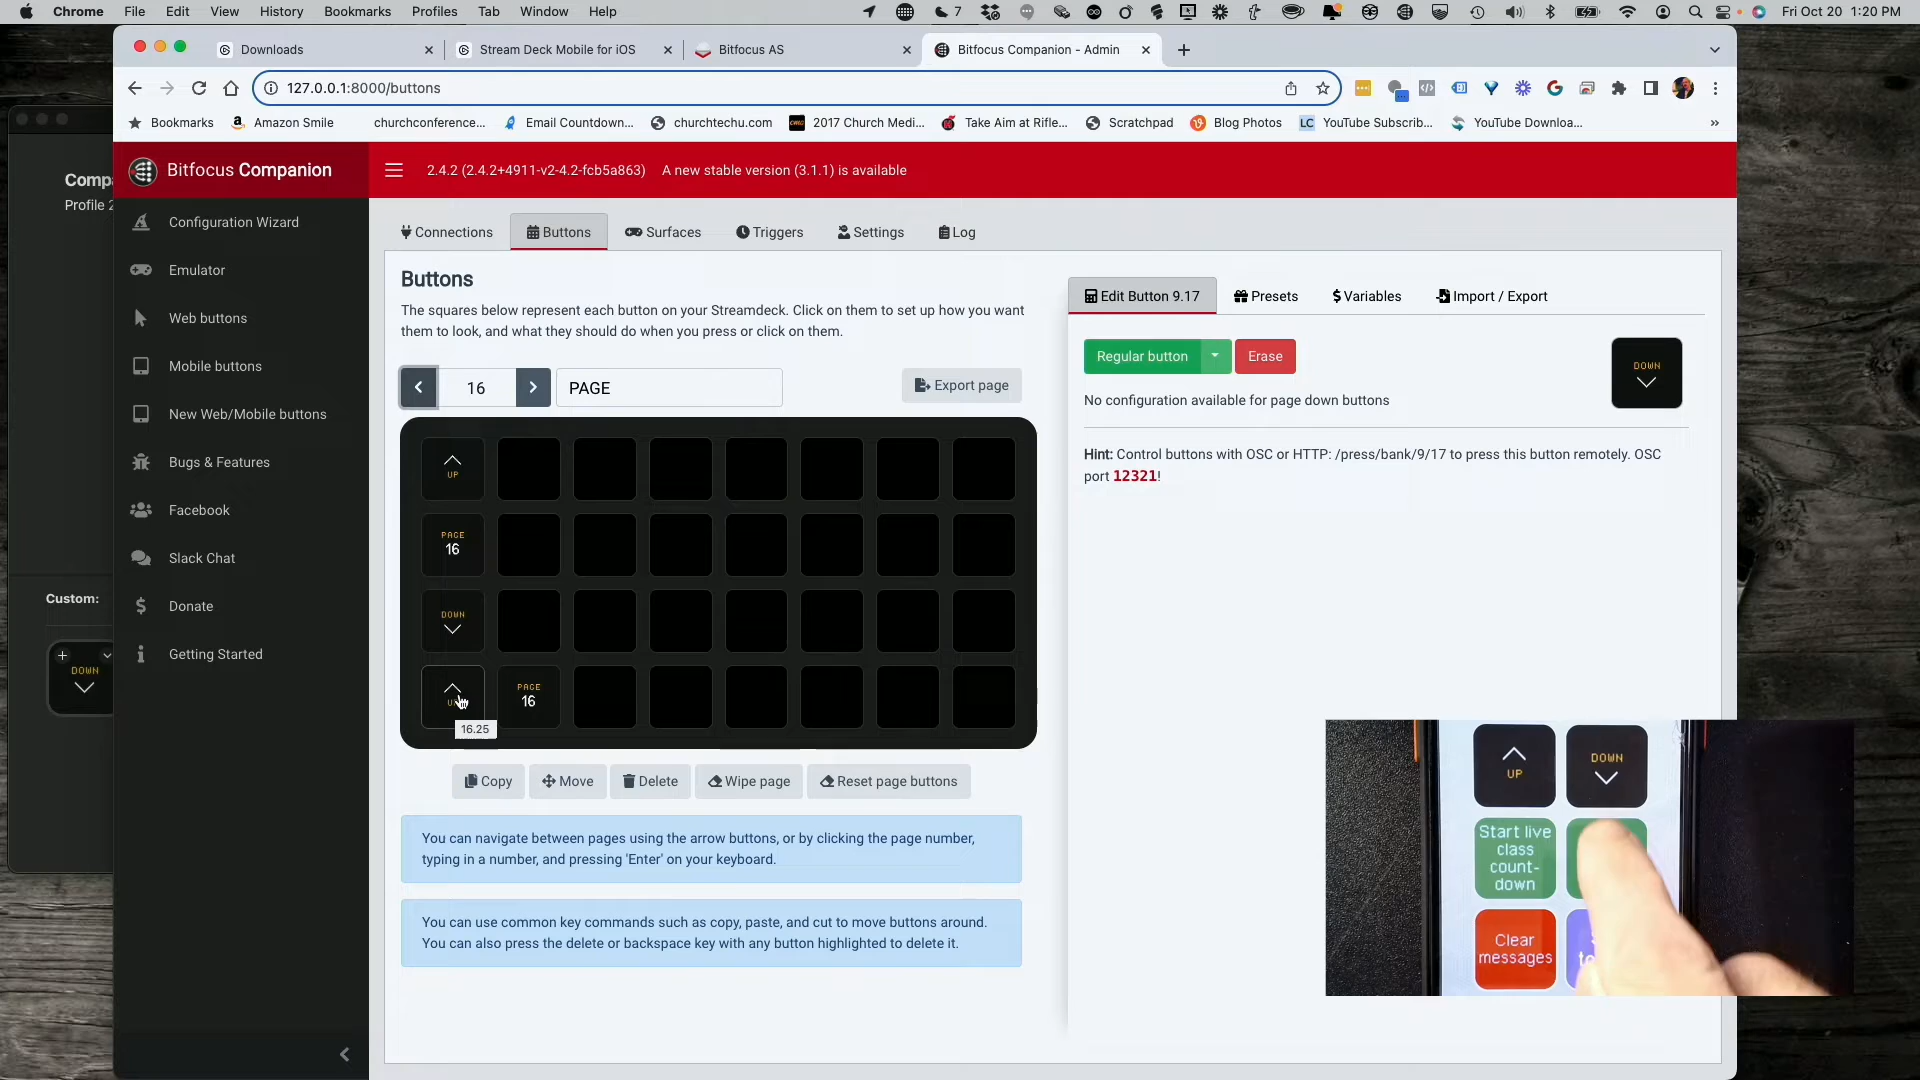 Chrome File Edit View History Bookmarks Profiles Tab Window Help
7
Fri Oct 20 1:20 PM
Downloads
Stream Deck Mobile for iOS
Bitfocus AS
Bitfocus Companion - Admin
127.0.0.1:8000/buttons
Bookmarks
Amazon Smile
churchconference...
Email Countdown...
churchtechu.com
2017 Church Medi...
Take Aim at Rifle...
Scratchpad
Blog Photos
LC YouTube Subscrib...
YouTube Downloa...
»
Comp
Profile 2
Custom:
DOWN
Bitfocus Companion
2.4.2 (2.4.2+4911-v2-4.2-fcb5a863) A new stable version (3.1.1) is available
Configuration Wizard
Emulator
Web buttons
Mobile buttons
New Web/Mobile buttons
Bugs & Features
Facebook
Slack Chat
Donate
Getting Started
Connections
Buttons
Surfaces
Triggers
Settings
Log
Buttons
The squares below represent each button on your Streamdeck. Click on them to set up how you want
them to look, and what they should do when you press or click on them.
16
PAGE
Export page
UP
PAGE
16
DOWN
PAGE
16
16.25
Copy
Move
Delete
Wipe page
Reset page buttons
You can navigate between pages using the arrow buttons, or by clicking the page number,
typing in a number, and pressing 'Enter' on your keyboard.
You can use common key commands such as copy, paste, and cut to move buttons around.
You can also press the delete or backspace key with any button highlighted to delete it.
Edit Button 9.17
Presets
$ Variables
Import / Export
Regular button
Erase
DOWN
No configuration available for page down buttons
Hint: Control buttons with OSC or HTTP: /press/bank/9/17 to press this button remotely. OSC
port 12321!
UP
DOWN
Start live
class
count-
down
Clear
messages